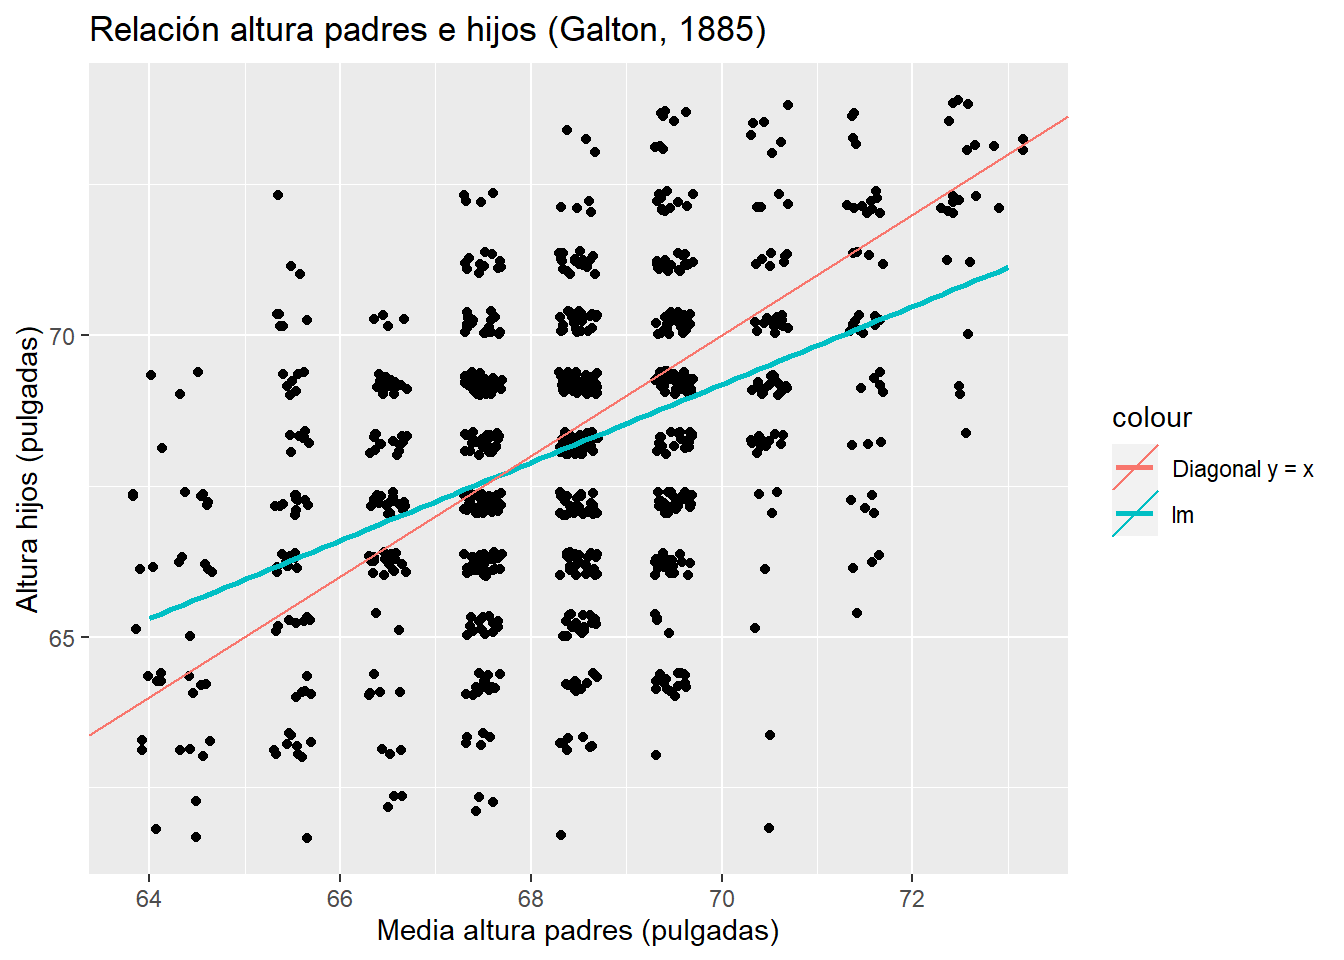 Relación altura padres e hijos (Galton, 1885)
Altura hijos (pulgadas)
70
65
64
66
68
70
72
Media altura padres (pulgadas)
colour
Diagonal y = x
lm